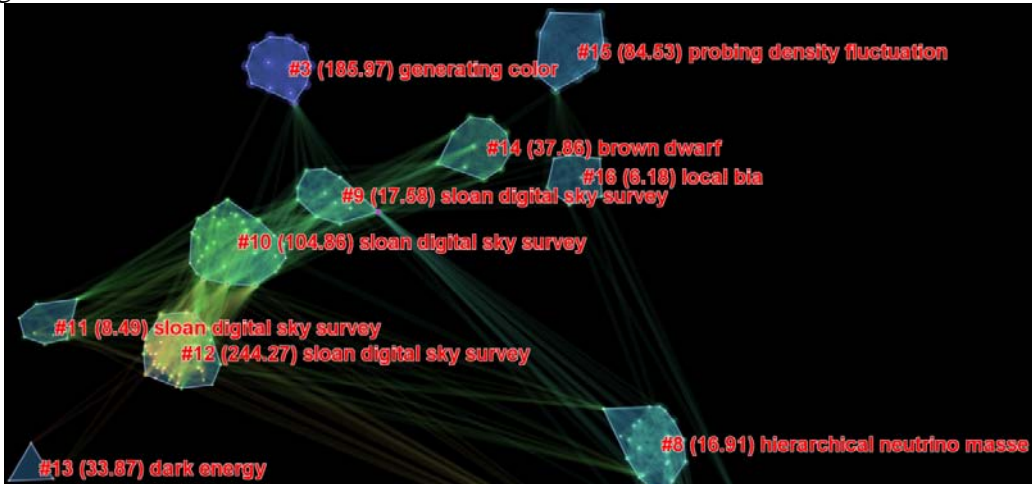 #15 (84.53) probing density fluctuation
#3 (185.97) generating color
#14 (37.86) brown dwarf
#16 (6.18) local bia
#9 (17.58) sloan digital sky survey
#10 (104.86) sloan digital sky survey
#11 (8.49) sloan digital sky survey
#12 (244.27) sloan digital sky survey
#8 (16.91) hierarchical neutrino masse
#13 (33.87) dark energy